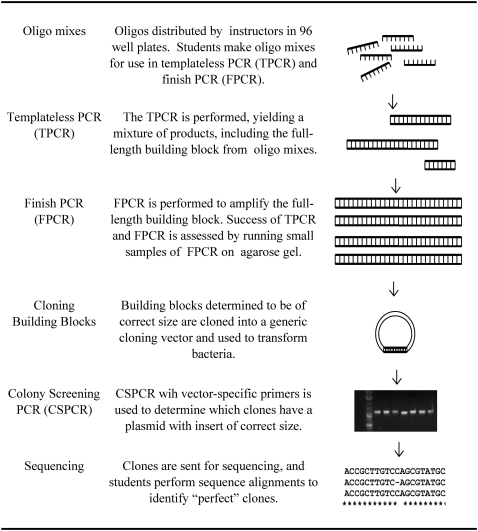 Oligo mixes
Oligos distributed by instructors in 96
well plates. Students make oligo mixes
for use in templateless PCR (TPCR) and
finish PCR (FPCR).
Templateless PCR
(TPCR)
The TPCR is performed, yielding a
mixture of products, including the full-
length building block from oligo mixes.
Finish PCR
(FPCR)
FPCR is performed to amplify the full-
length building block. Success of TPCR
and FPCR is assessed by running small
samples of FPCR on agarose gel.
Cloning
Building Blocks
Building blocks determined to be of
correct size are cloned into a generic
cloning vector and used to transform
bacteria.
Colony Screening
PCR (CSPCR)
CSPCR wih vector-specific primers is
used to determine which clones have a
plasmid with insert of correct size.
Sequencing
Clones are sent for sequencing, and
students perform sequence alignments to
identify “perfect” clones.
ACCGCTTGTCCAGCGTATGC
ACCGCTTGTCC-AGCGTATGC
ACCGCTTGTCCAGCGTATGC
*********** ********